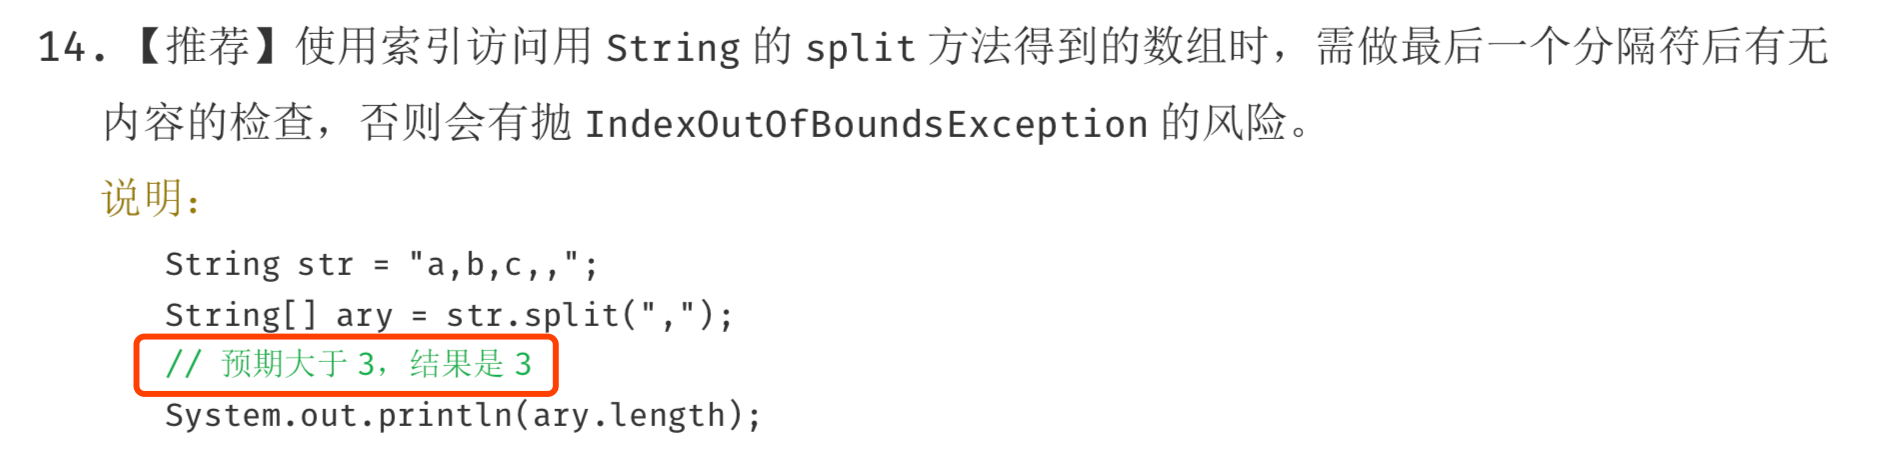 14.【推荐】使用索引访问用 String 的 split 方法得到的数组时，需做最后一个分隔符后有无
内容的检查，否则会有抛 IndexOutOfBoundsException 的风险。
说明：
String str = "a,b,c,,";
String[] ary = str.split(",");
// 预期大于 3，结果是 3
System.out.println(ary.length);